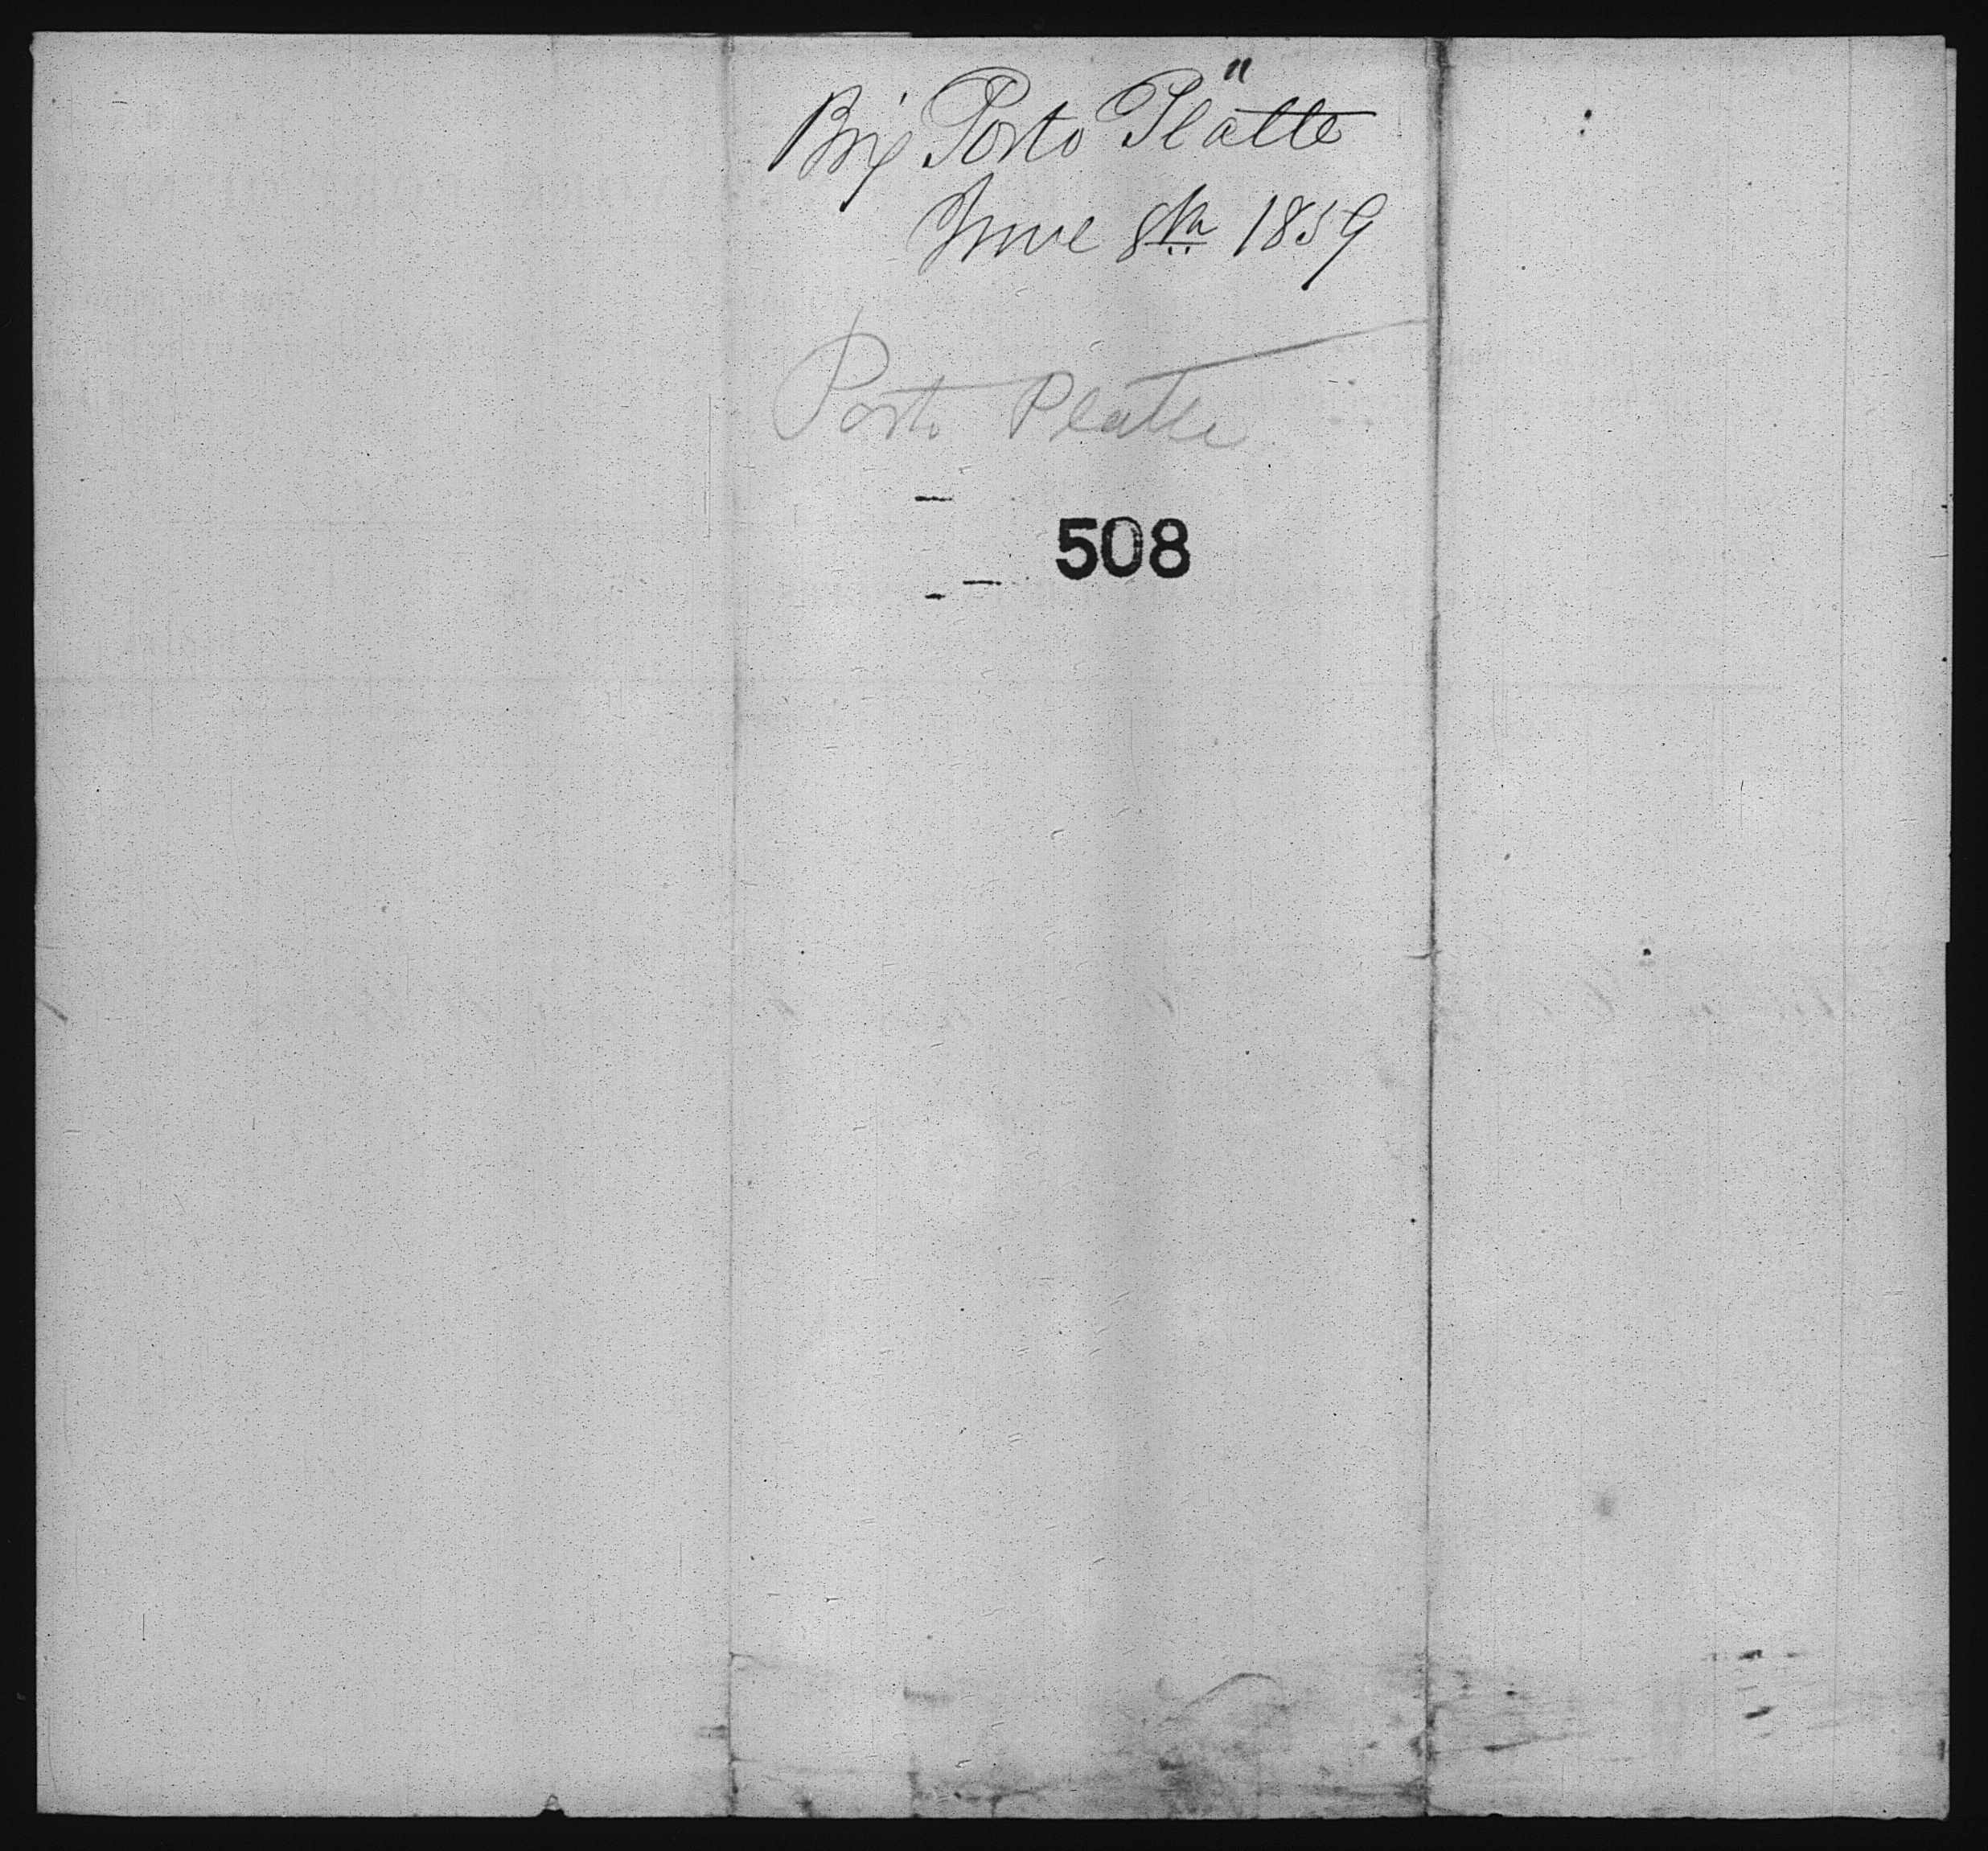 Brig Porto Platte
June 8th 1859
Porto Platte
508